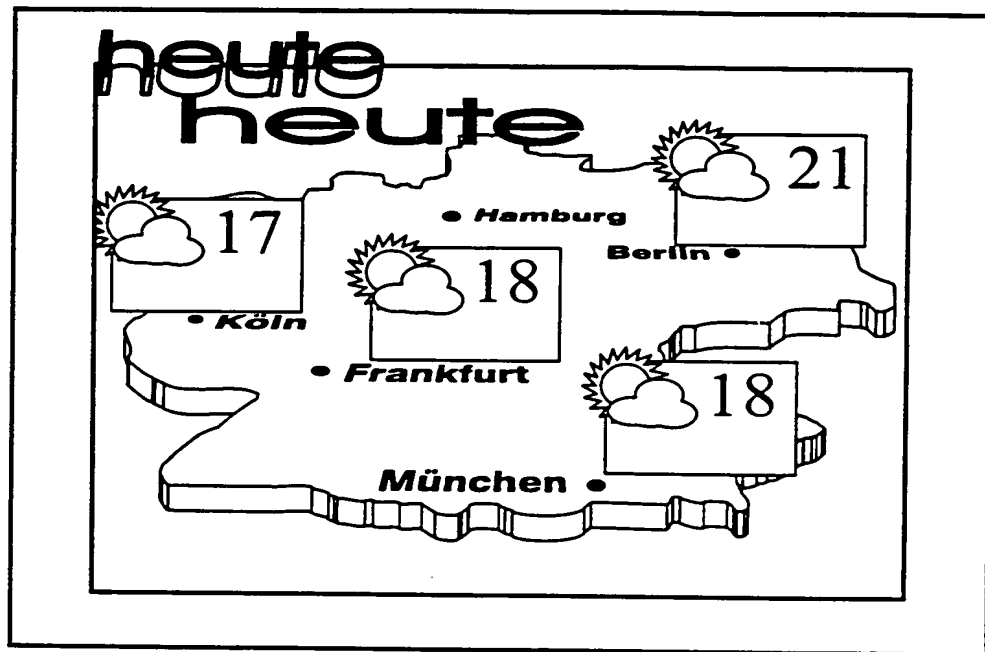 heute
heute
21
17
Hamburg
Berlin
18
Köln
Frankfurt
18
München